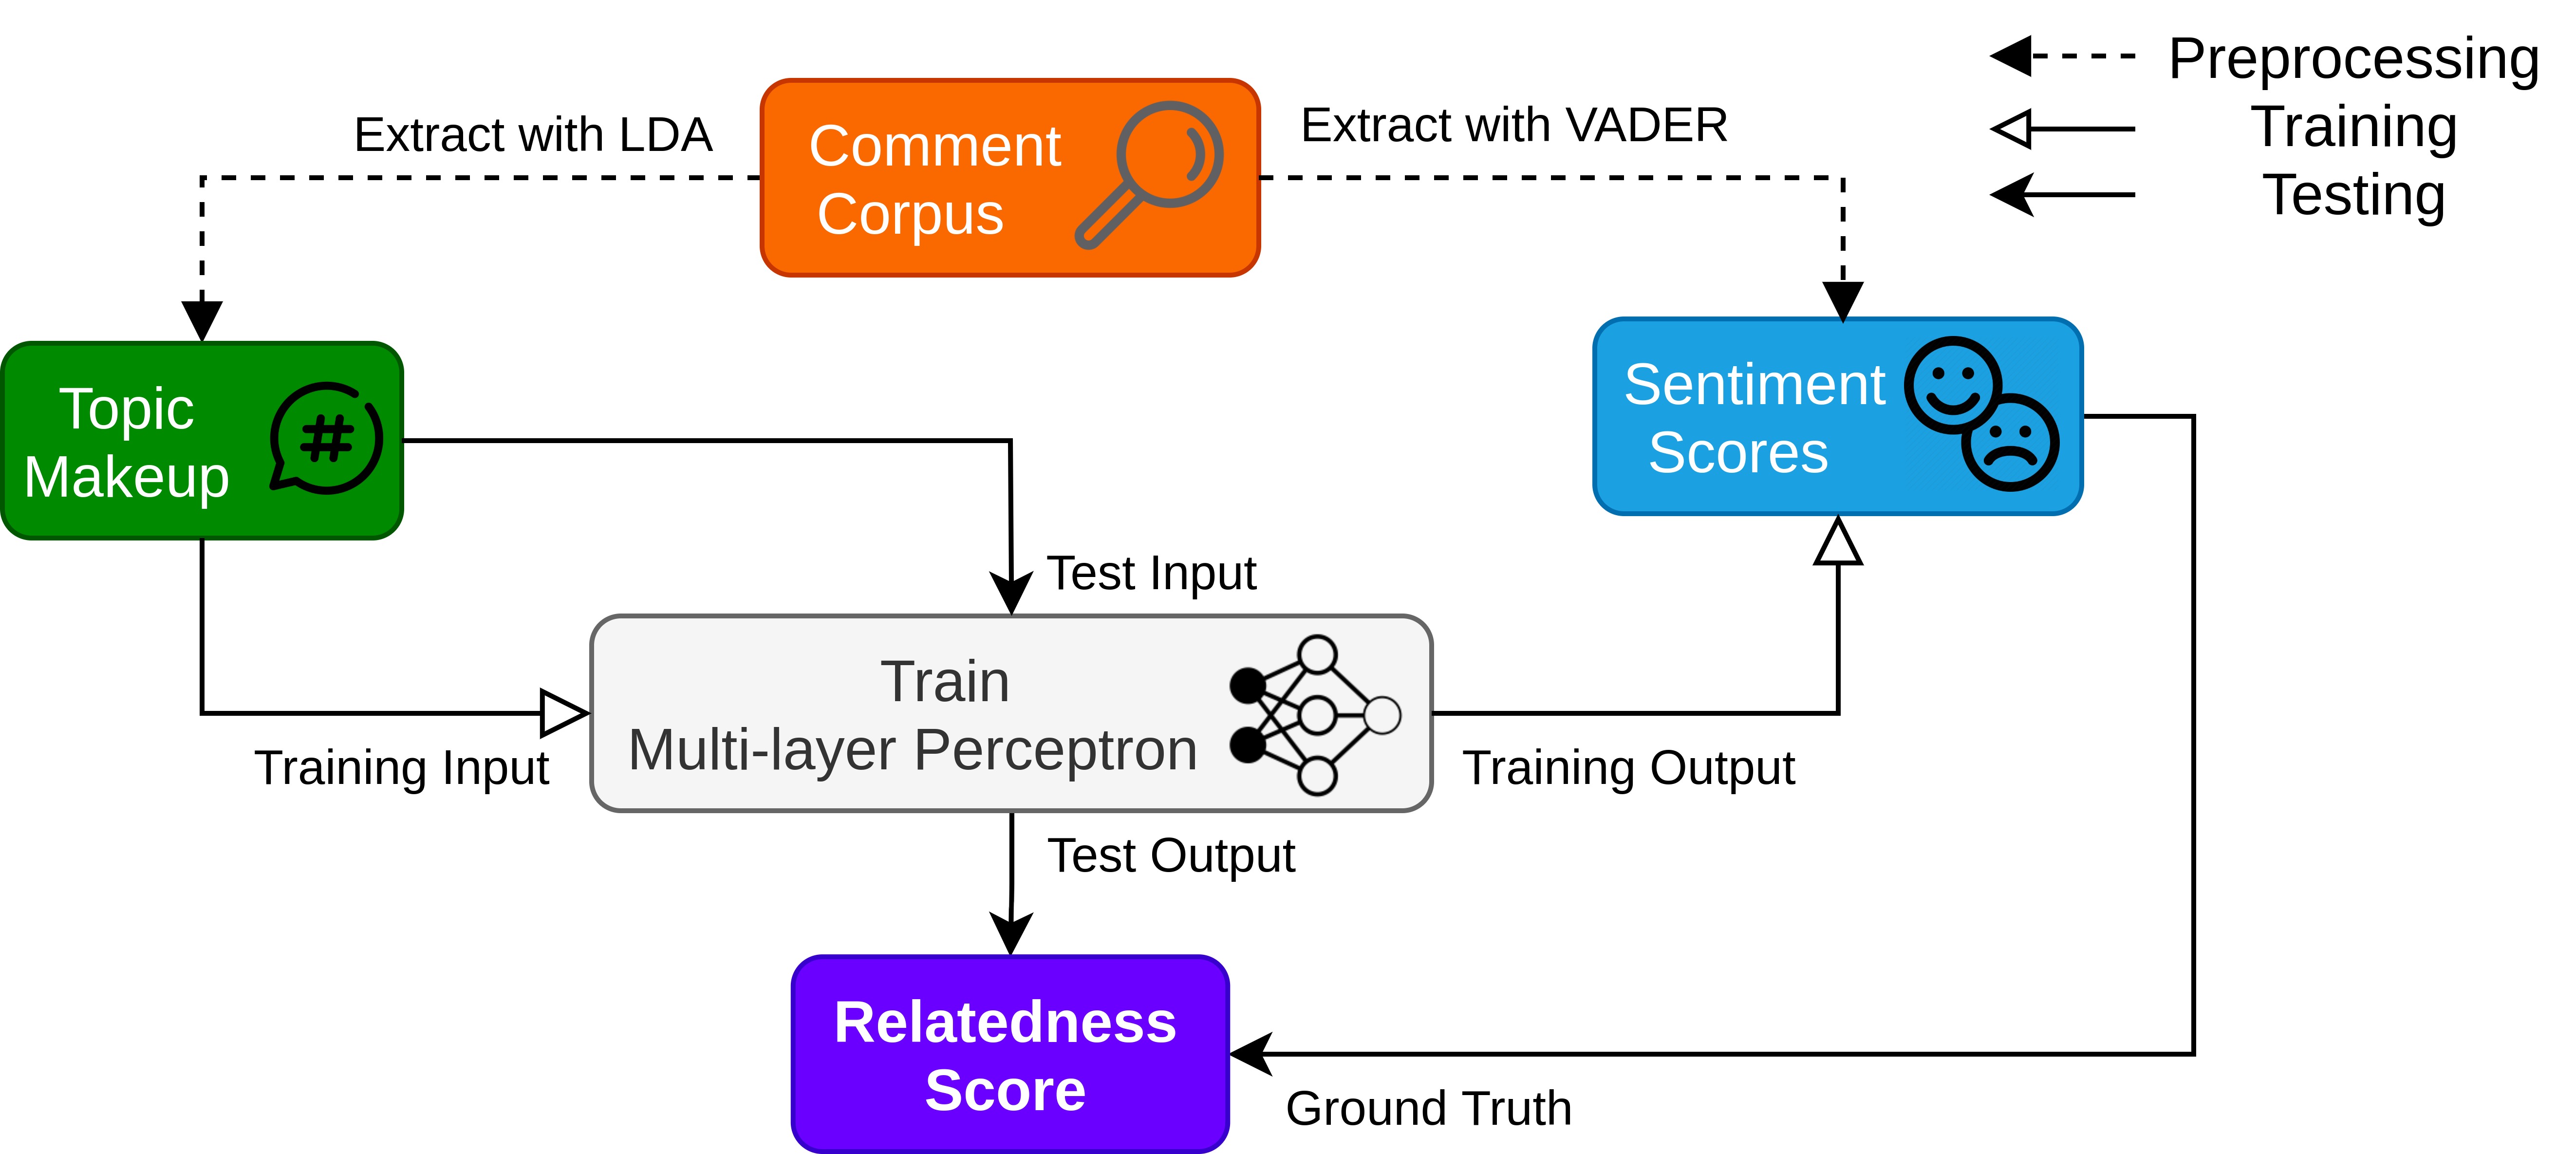 Preprocessing
Training
Testing
Extract with LDA
Comment
Corpus
Extract with VADER
Topic
Makeup
#
Sentiment
Scores
Test Input
Train
Multi-layer Perceptron
Training Input
Training Output
Test Output
Relatedness
Score
Ground Truth